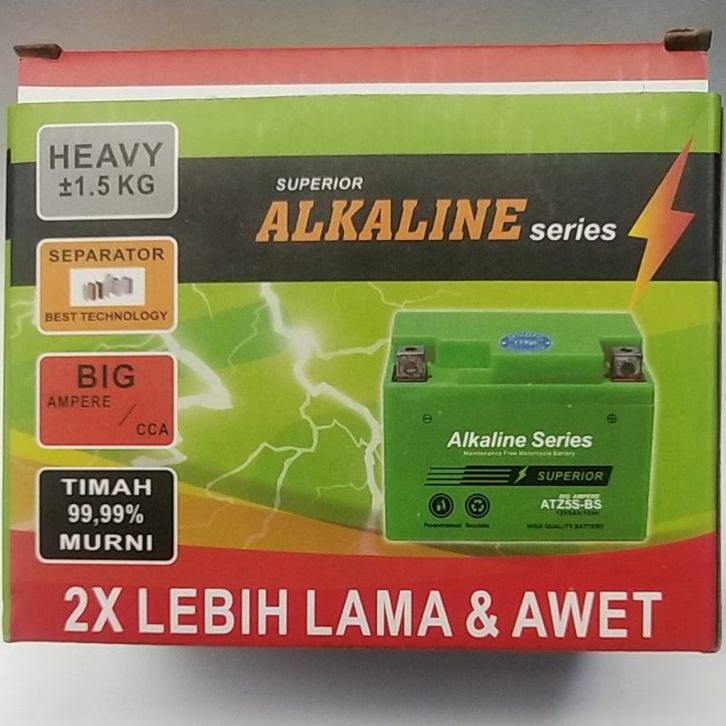 HEAVY
±1.5 KG
SUPERIOR
ALKALINE series
SEPARATOR
BEST TECHNOLOGY
BIG
AMPERE
/ CCA
TIMAH
99,99%
MURNI
Alkaline Series
Maintenance Free Motorcycle Battery
SUPERIOR
BIG AMPERE
ATZ5S-BS
Recyclable
HIGH QUALITY BATTERY
2X LEBIH LAMA & AWET